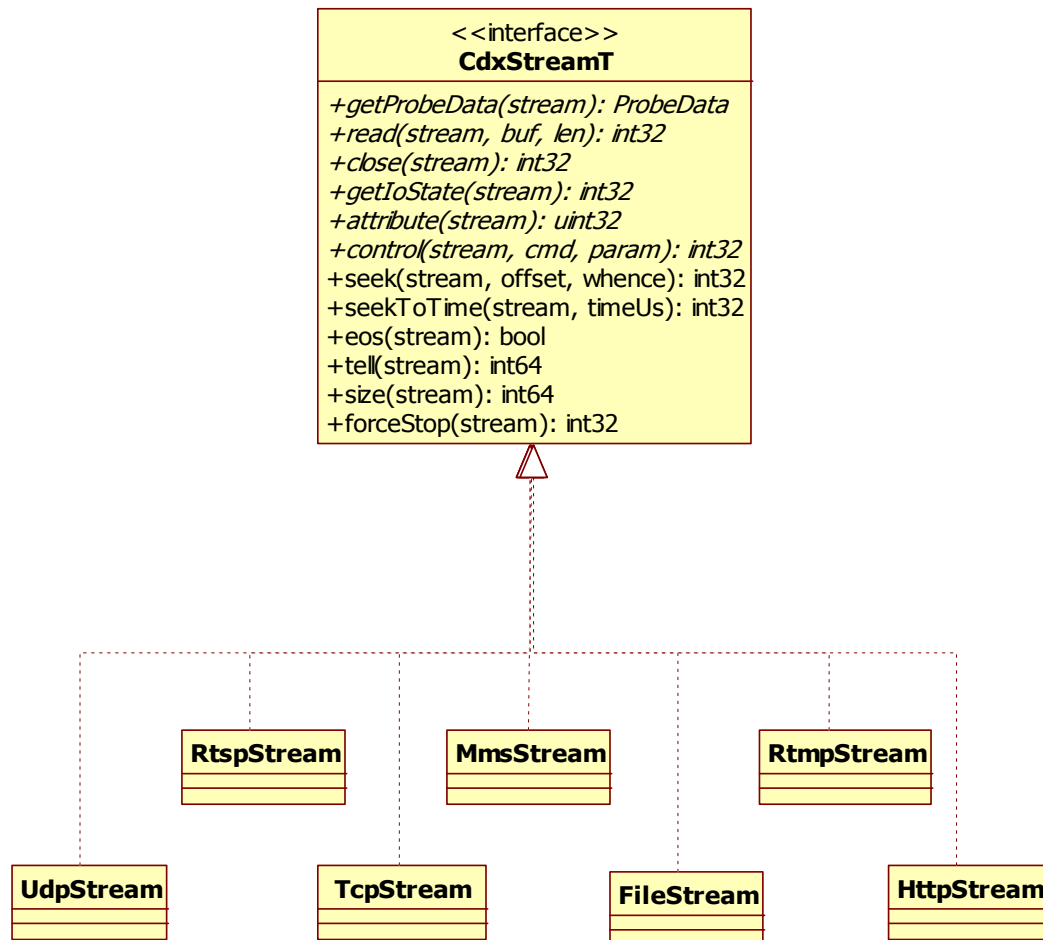 <<interface>>
CdxStreamT
+getProbeData(stream): ProbeData
+read(stream, buf, len): int32
+close(stream): int32
+getIoState(stream): int32
+attribute(stream): uint32
+control(stream, cmd, param): int32
+seek(stream, offset, whence): int32
+seekToTime(stream, timeUs): int32
+eos(stream): bool
+tell(stream): int64
+size(stream): int64
+forceStop(stream): int32
RtspStream
MmsStream
RtmpStream
UdpStream
TcpStream
FileStream
HttpStream